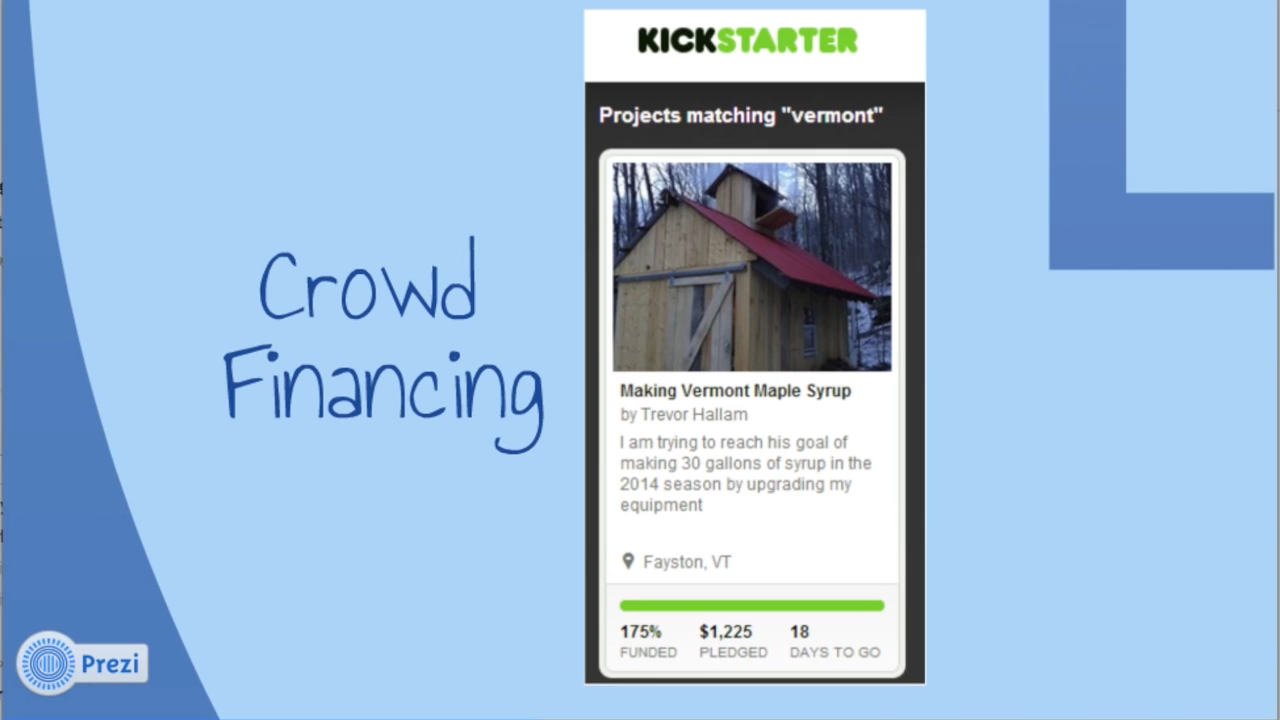 Crowd
Financing
KICKSTARTER
Projects matching "vermont"
Making Vermont Maple Syrup
by Trevor Hallam
I am trying to reach his goal of
making 30 gallons of syrup in the
2014 season by upgrading my
equipment
Fayston, VT
175% $1,225 18
FUNDED PLEDGED DAYS TO GO
Prezi